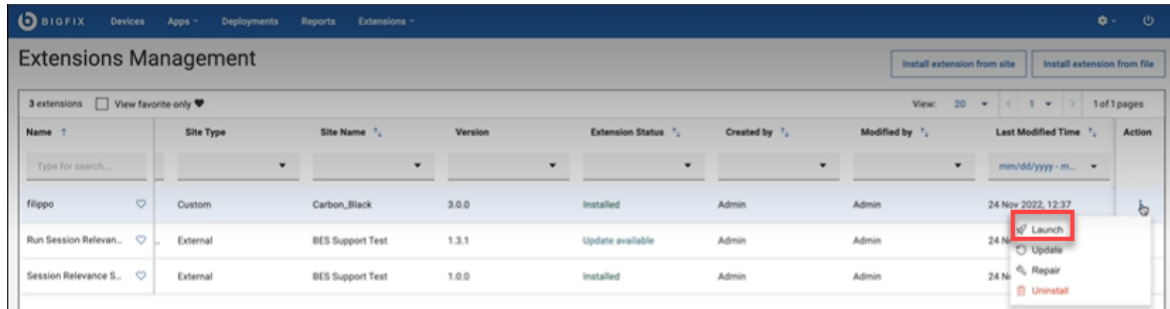 BIGFIX Devices Apps Deployments Reports Extensions
Extensions Management
Install extension from site Install extension from file
3 extensions View favorite only View: 20 1 1 of 1 pages
Name Site Type Site Name Version Extension Status Created by Modified by Last Modified Time Action
Type for search... mm/dd/yyyy - m...
filippo Custom Carbon_Black 3.0.0 Installed Admin Admin 24 Nov 2022, 12:37
Launch
Run Session Relevan... External BES Support Test 1.3.1 Update available Admin Admin 24 N
Update
Session Relevance S... External BES Support Test 1.0.0 Installed Admin Admin 24 N
Repair
Uninstall